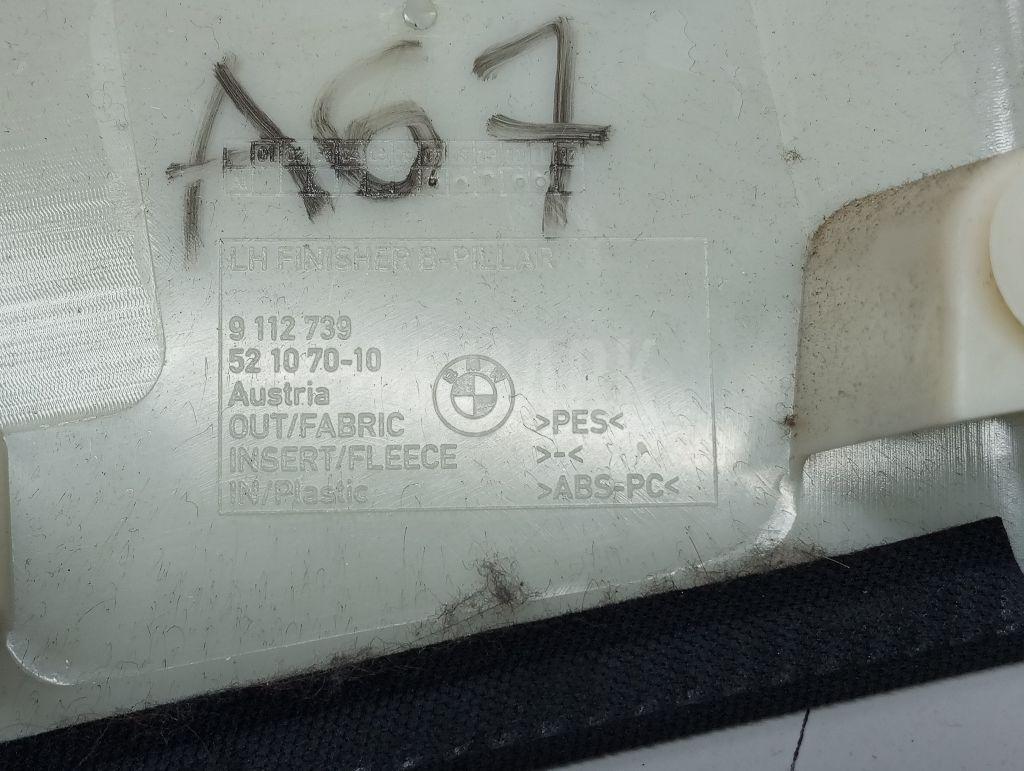 A67
LH FINISHER B-PILLAR
9 112 739
52 10 70-10
Austria
BMW
OUT/FABRIC >PES<
INSERT/FLEECE >-<
IN/Plastic >ABS-PC<